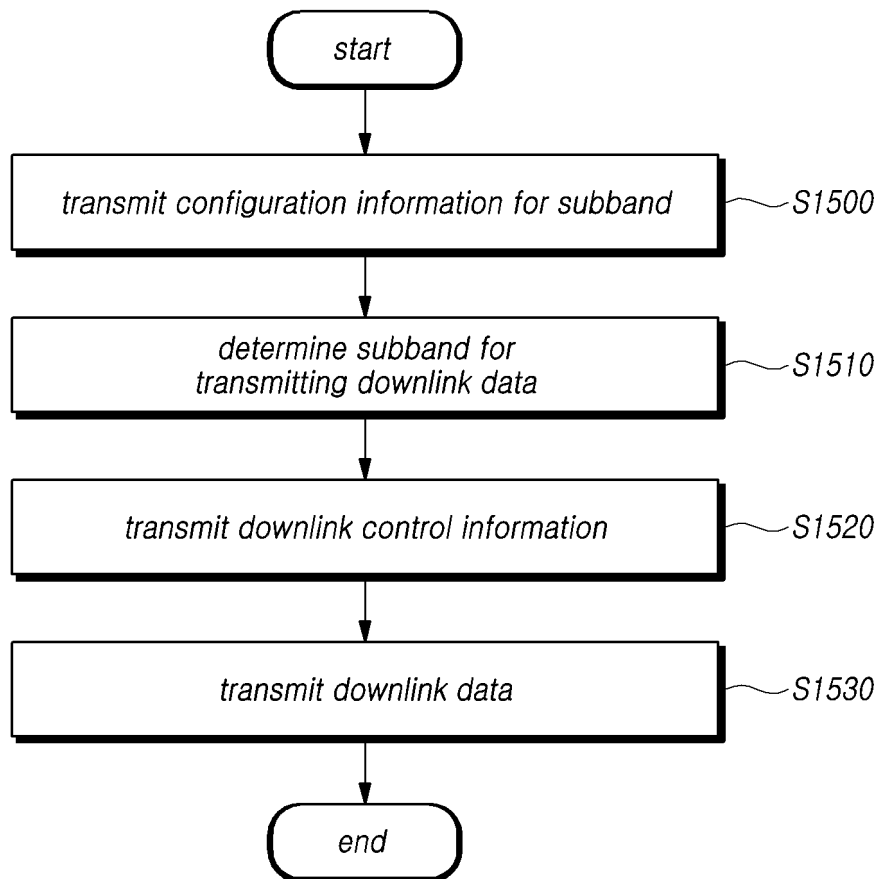 start
transmit configuration information for subband
S1500
determine subband for
transmitting downlink data
S1510
transmit downlink control information
S1520
transmit downlink data
S1530
end